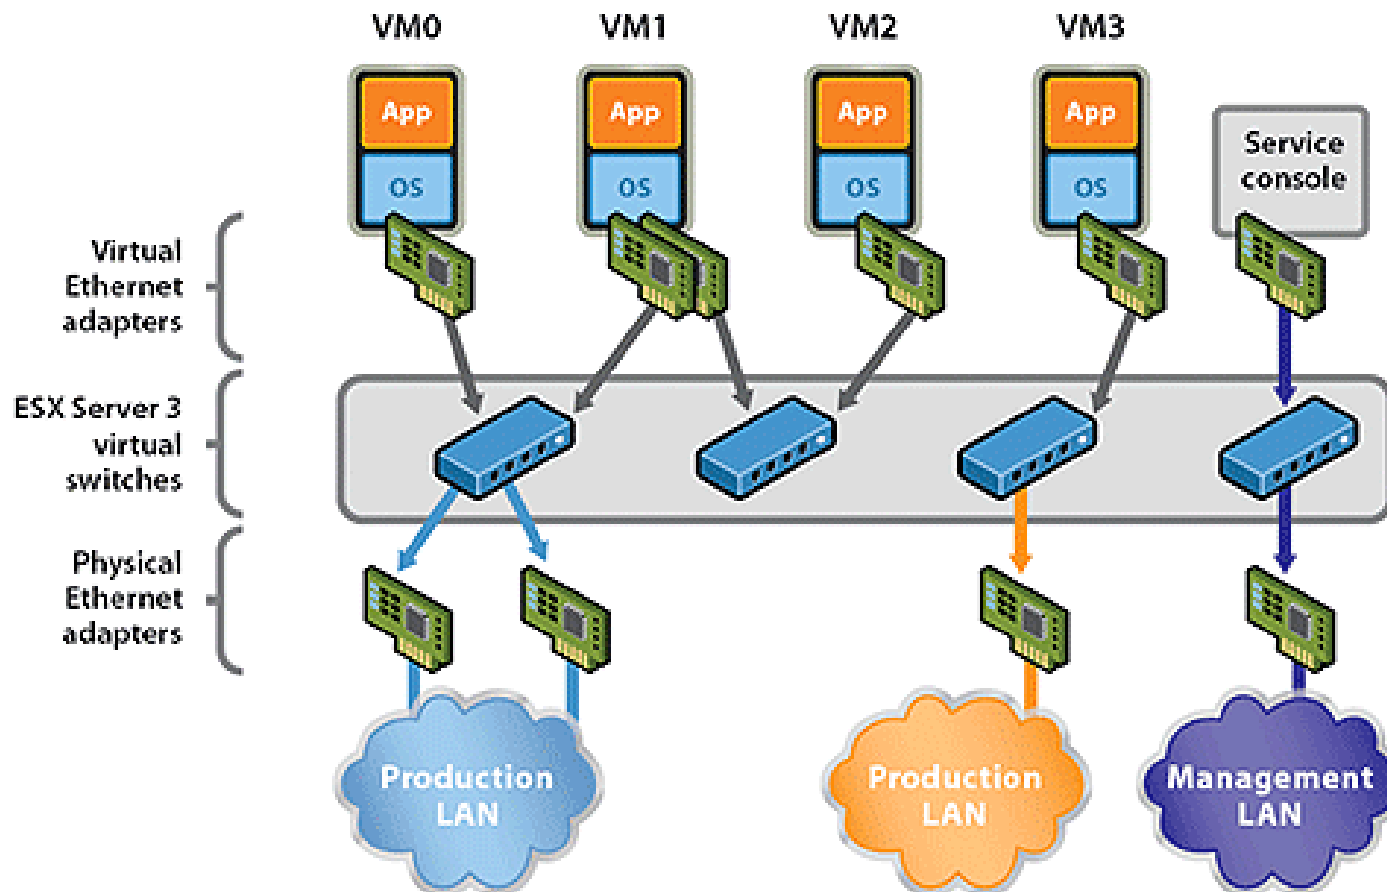 VM0
VM1
VM2
VM3
App
App
App
App
OS
OS
OS
OS
Service
console
Virtual
Ethernet
adapters
ESX Server 3
virtual
switches
Physical
Ethernet
adapters
Production
LAN
Production
LAN
Management
LAN